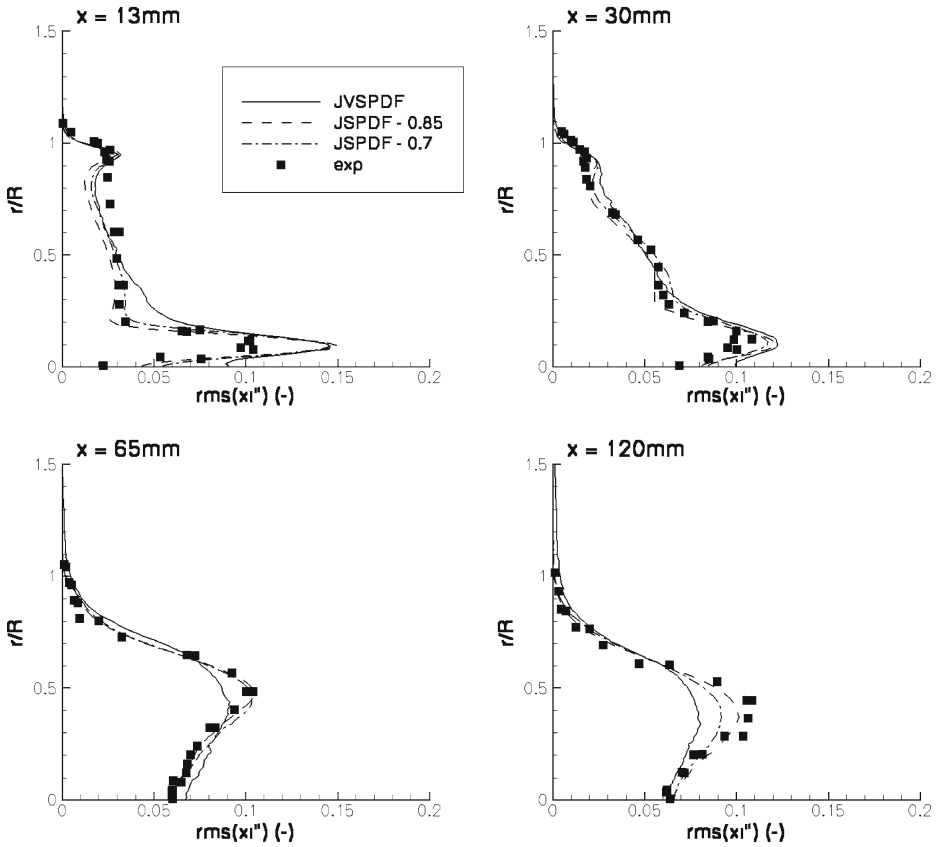 x = 13mm
1.5
1
0.5
0
r/R
0 0.05 0.1 0.15 0.2
rms(xi") (-)
JVSPDF
JSPDF - 0.85
JSPDF - 0.7
exp
x = 30mm
1.5
1
0.5
0
r/R
0 0.05 0.1 0.15 0.2
rms(xi") (-)
x = 65mm
1.5
1
0.5
0
r/R
0 0.05 0.1 0.15 0.2
rms(xi") (-)
x = 120mm
1.5
1
0.5
0
r/R
0 0.05 0.1 0.15 0.2
rms(xi") (-)